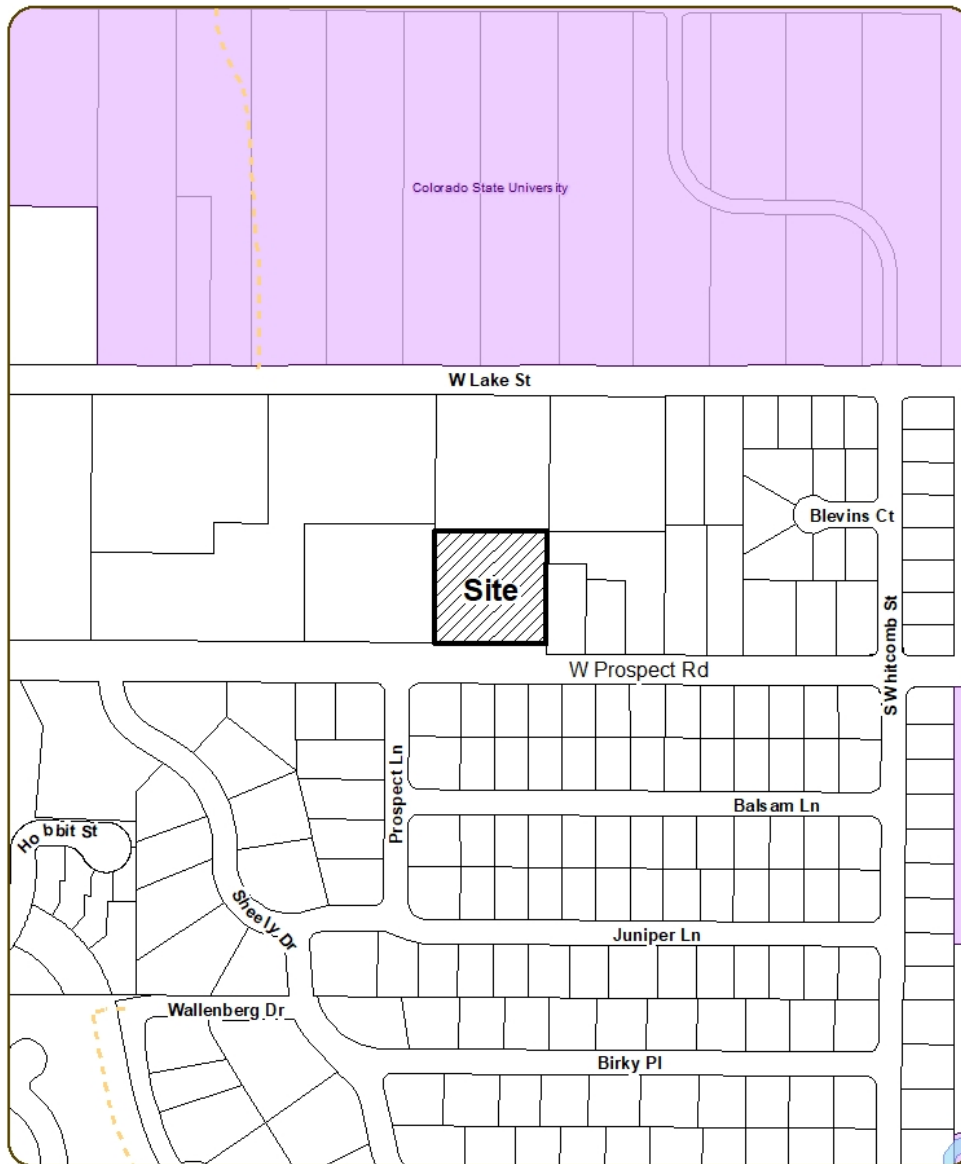 Colorado State University
W Lake St
Blevins Ct
Site
S Whitcomb St
W Prospect Rd
Prospect Ln
Balsam Ln
Hobbit St
Sheely Dr
Juniper Ln
Wallenberg Dr
Birky Pl